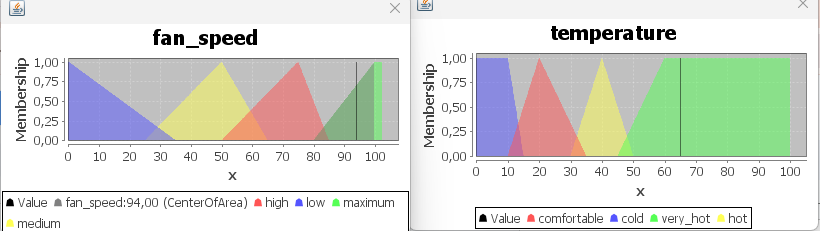 fan_speed
Membership
1,00
0,75
0,50
0,25
0,00
0 10 20 30 40 50 60 70 80 90 100
x
Value fan_speed:94,00 (CenterOfArea) high low maximum
medium
temperature
Membership
1,00
0,75
0,50
0,25
0,00
0 10 20 30 40 50 60 70 80 90 100
x
Value comfortable cold very_hot hot